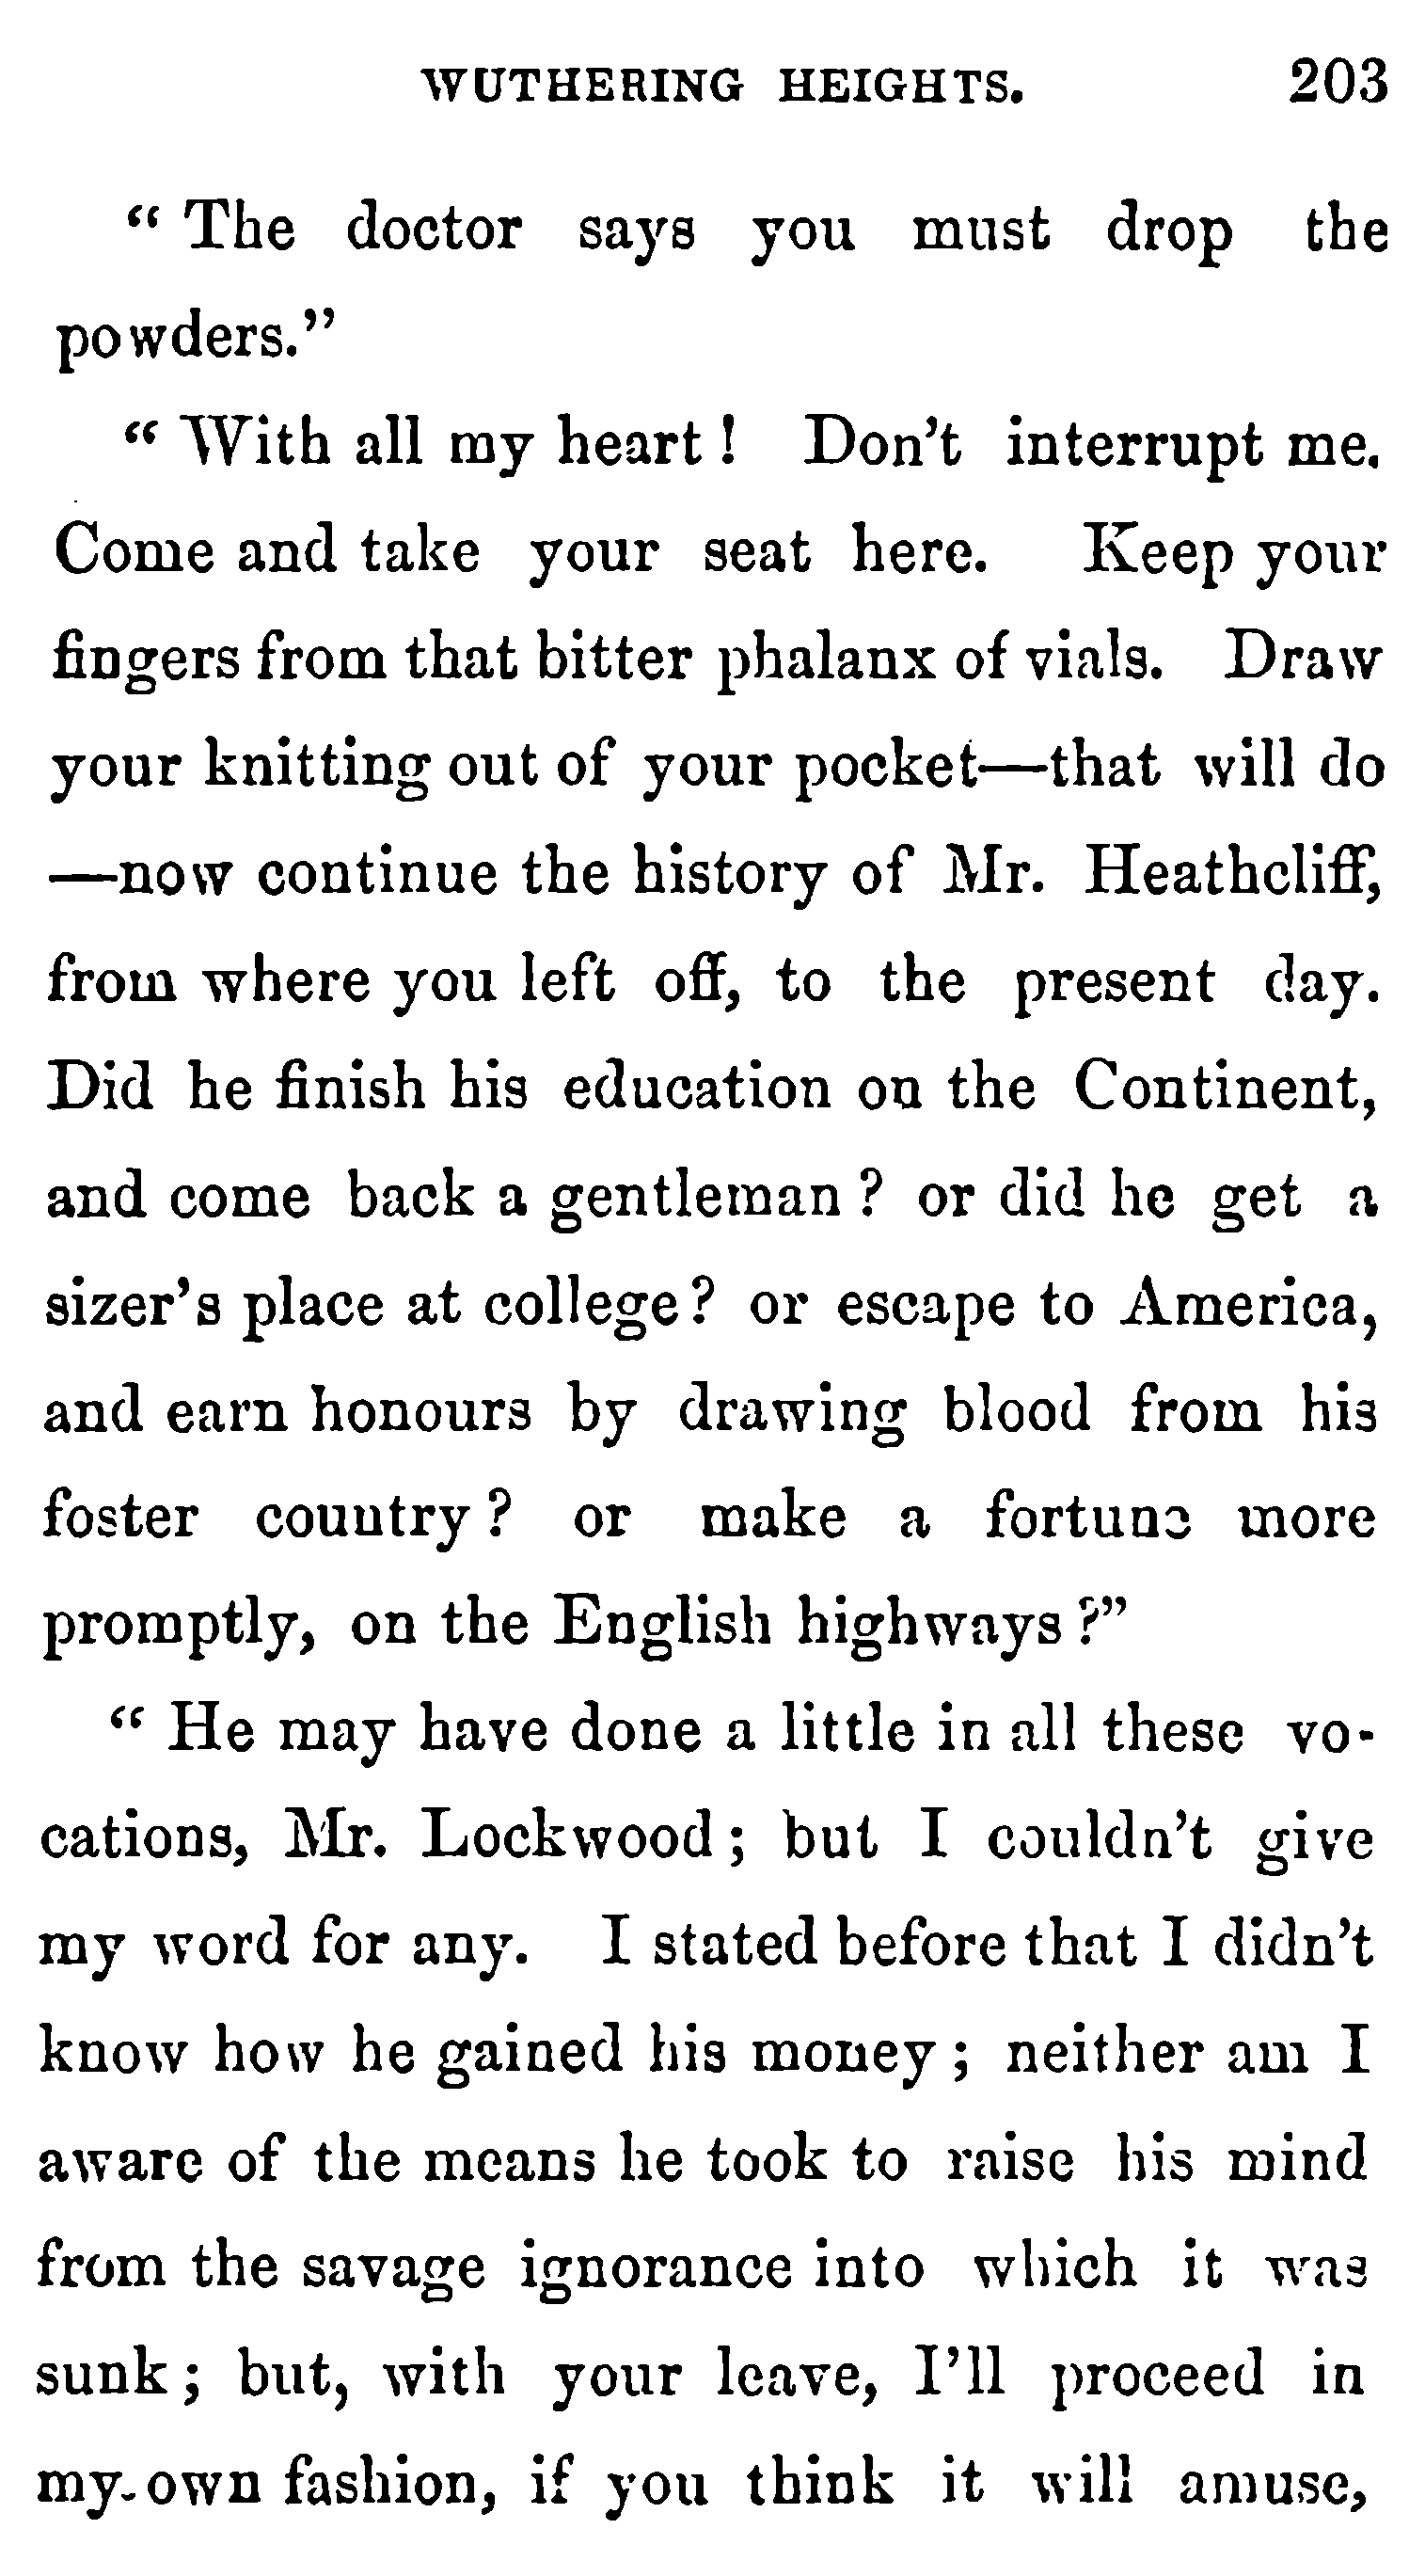 WUTHERING HEIGHTS. 203
“ The doctor says you must drop the
powders.”
“ With all my heart ! Don’t interrupt me.
Come and take your seat here. Keep your
fingers from that bitter phalanx of vials. Draw
your knitting out of your pocket—that will do
—now continue the history of Mr. Heathcliff,
from where you left off, to the present day.
Did he finish his education on the Continent,
and come back a gentleman ? or did he get a
sizer’s place at college ? or escape to America,
and earn honours by drawing blood from his
foster country ? or make a fortune more
promptly, on the English highways ?”
“ He may have done a little in all these vo-
cations, Mr. Lockwood ; but I couldn’t give
my word for any. I stated before that I didn’t
know how he gained his money ; neither am I
aware of the means he took to raise his mind
from the savage ignorance into which it was
sunk ; but, with your leave, I’ll proceed in
my own fashion, if you think it will amuse,